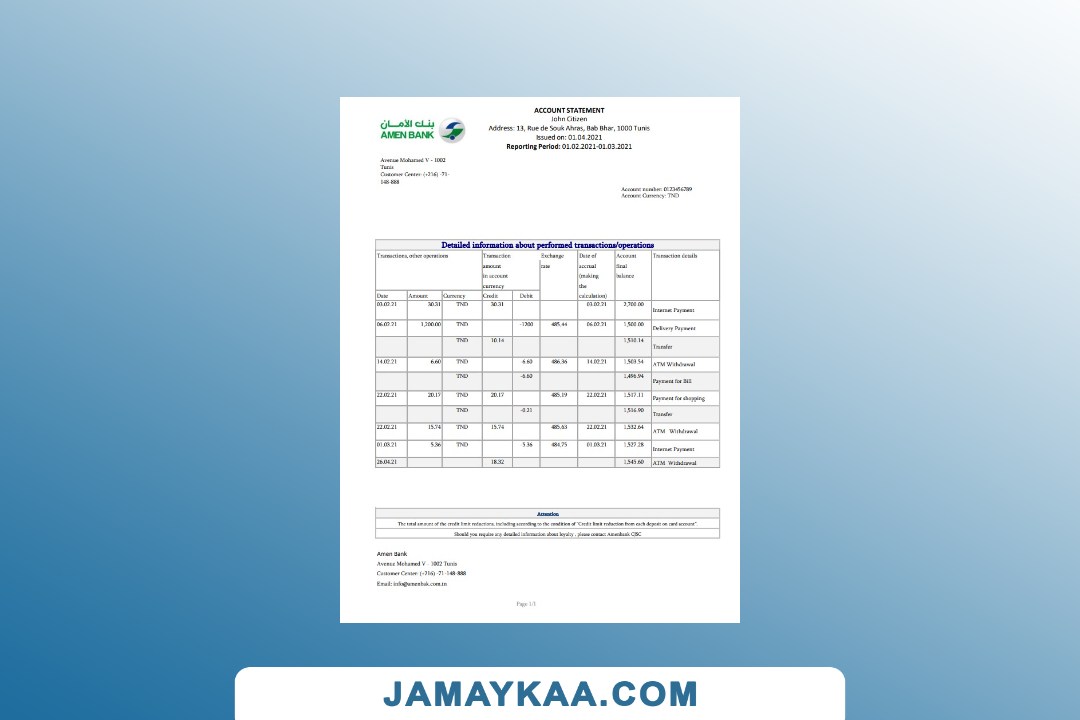 بنك الأمان
AMEN BANK
ACCOUNT STATEMENT
John Citizen
Address: 13, Rue de Souk Ahras, Bab Bhar, 1000 Tunis
Issued on: 01.04.2021
Reporting Period: 01.02.2021-01.03.2021
Avenue Mohamed V - 1002
Tunis
Customer Center: (+216) -71-
148-888
Account number: 0123456789
Account Currency: TND
Detailed information about performed transactions/operations
Transactions, other operations Transaction amount in account currency Exchange rate Date of accrual (making the calculation) Account final balance Transaction details
Date Amount Currency Credit Debit
03.02.21 30.31 TND 30.31 03.02.21 2,701.00 Internet Payment
06.02.21 1,200.00 TND -1200 485.44 06.02.21 1,500.00 Delivery Payment
TND 10.14 1,510.14 Transfer
14.02.21 6.60 TND 6.60 486.36 14.02.21 1,503.54 ATM Withdrawal
TND -6.60 1,496.94 Payment for Bill
22.02.21 20.17 TND 20.17 485.19 22.02.21 1,517.11 Payment for shopping
TND -0.21 1,516.90 Transfer
22.02.21 15.74 TND 15.74 485.63 22.02.21 1,532.64 ATM Withdrawal
01.03.21 5.36 TND 5.36 484.75 01.03.21 1,527.28 Internet Payment
26.04.21 18.32 1,545.60 ATM Withdrawal
Attention
The total amount of the credit limit reductions, including according to the condition of "Credit limit reduction from each deposit on card account"
Should you require any detailed information about loyalty , please contact Amenbank CJSC
Amen Bank
Avenue Mohamed V - 1002 Tunis
Customer Center: (+216) -71-148-888
Email: info@amenbak.com.tn
Page 1/1
JAMAYKAA.COM